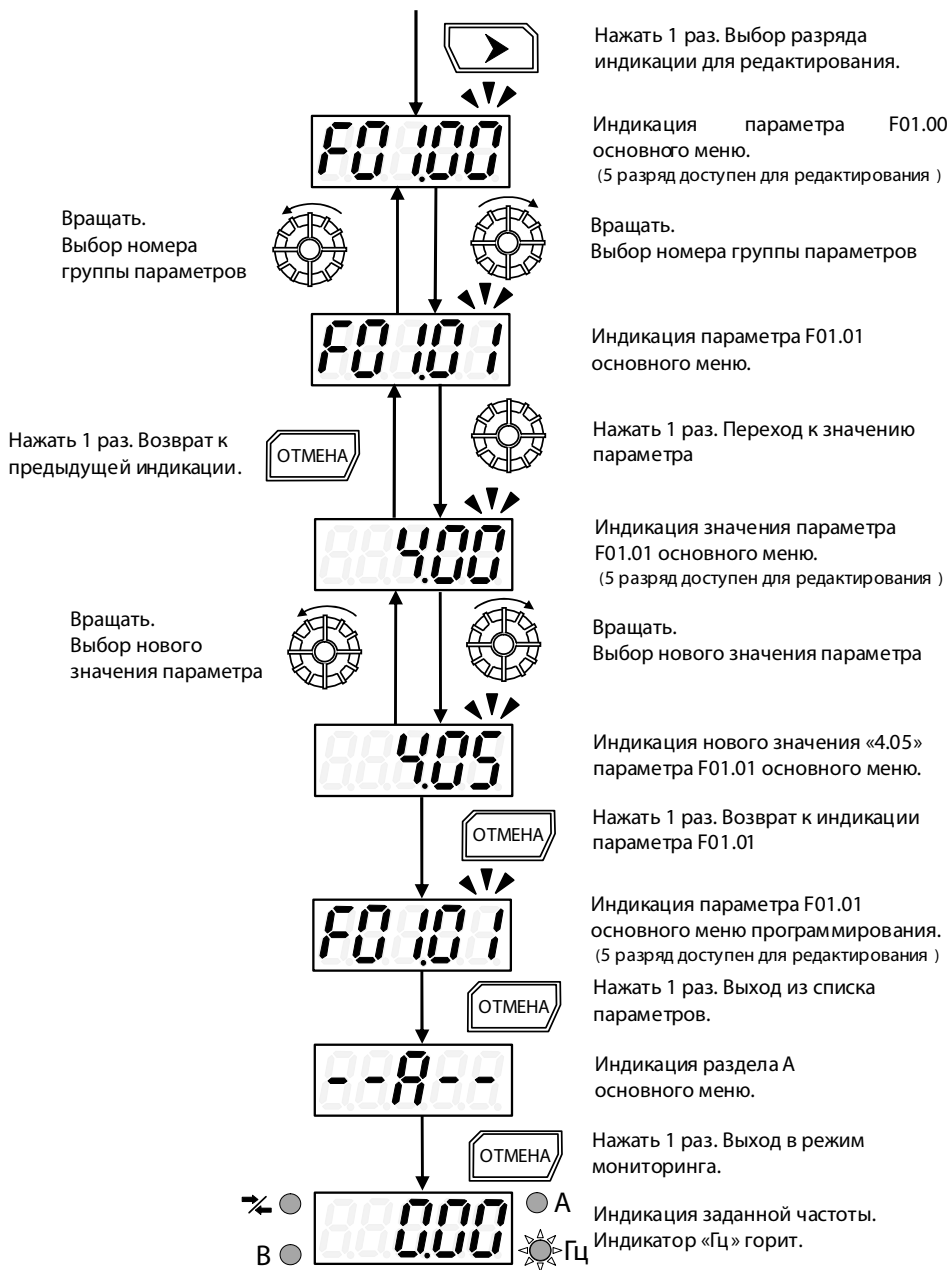 Нажать 1 раз. Выбор разряда
индикации для редактирования.
F01.00
Индикация параметра F01.00
основного меню.
(5 разряд доступен для редактирования )
Вращать.
Выбор номера
группы параметров
Вращать.
Выбор номера группы параметров
F01.01
Индикация параметра F01.01
основного меню.
Нажать 1 раз. Возврат к
предыдущей индикации.
ОТМЕНА
Нажать 1 раз. Переход к значению
параметра
4.00
Индикация значения параметра
F01.01 основного меню.
(5 разряд доступен для редактирования )
Вращать.
Выбор нового
значения параметра
Вращать.
Выбор нового значения параметра
4.05
Индикация нового значения «4.05»
параметра F01.01 основного меню.
ОТМЕНА
Нажать 1 раз. Возврат к индикации
параметра F01.01
F01.01
Индикация параметра F01.01
основного меню программирования.
(5 разряд доступен для редактирования )
ОТМЕНА
Нажать 1 раз. Выход из списка
параметров.
--A--
Индикация раздела А
основного меню.
ОТМЕНА
Нажать 1 раз. Выход в режим
мониторинга.
0.00
А
В
Гц
Индикация заданной частоты.
Индикатор «Гц» горит.